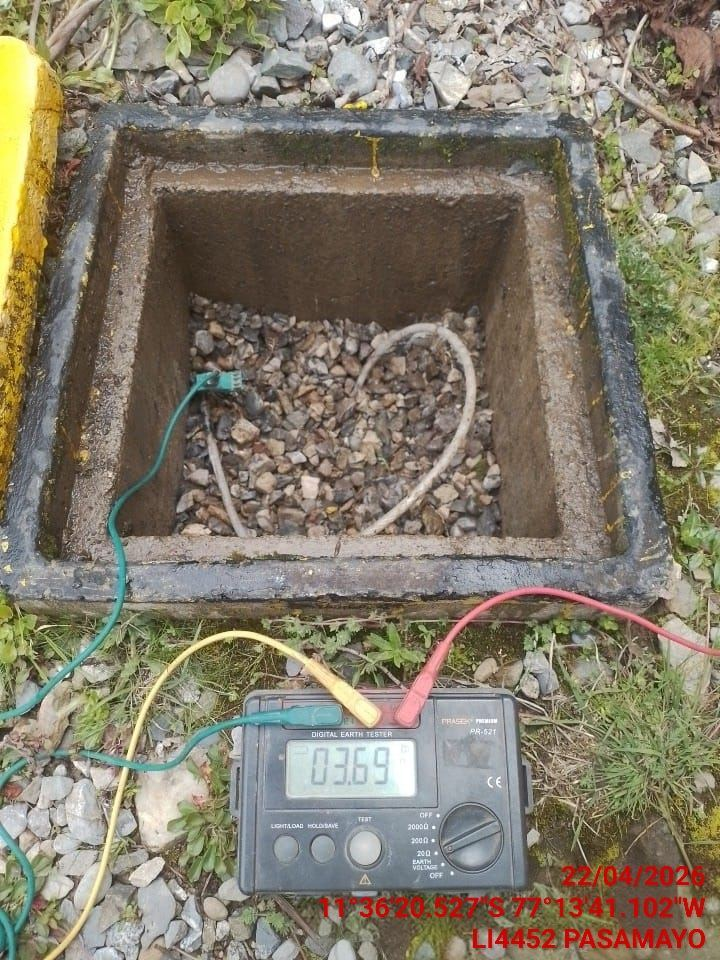 PRASEK PREMIUM
PR-521
DIGITAL EARTH TESTER
03.69
CE
LIGHT/LOAD HOLD/SAVE TEST
OFF
2000Ω
200Ω
20Ω
EARTH
VOLTAGE
OFF
22/04/2026
11°36'20.527"S 77°13'41.102"W
LI4452 PASAMAYO